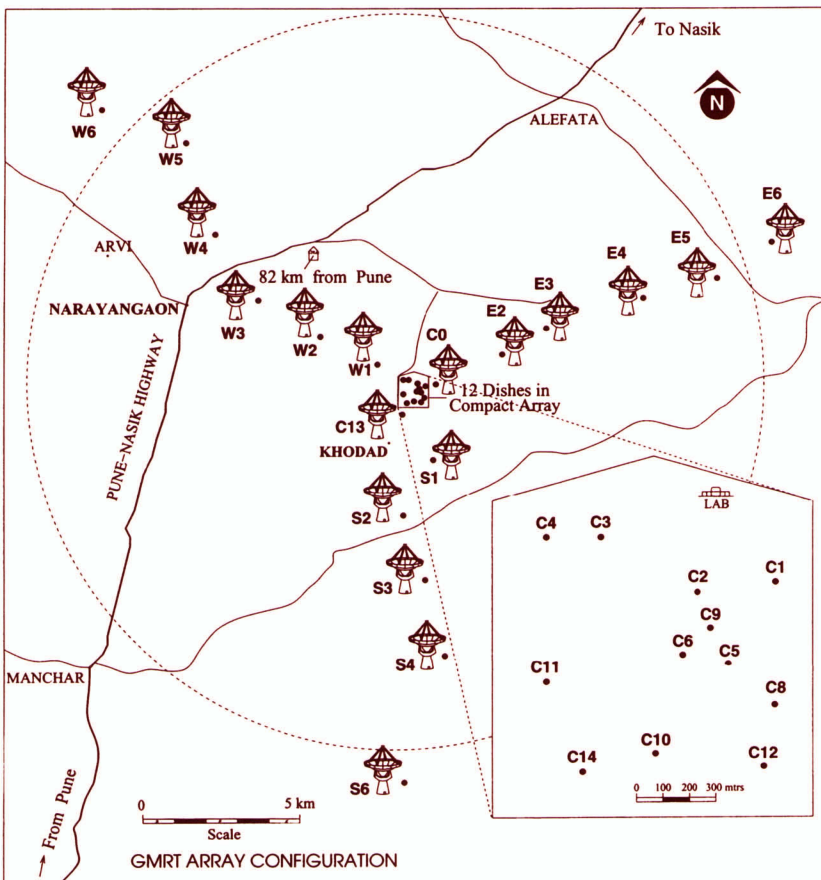 To Nasik
N
ALEFATA
W6
W5
E6
W4
ARVI
E5
E4
82 km from Pune
E3
NARAYANGAON
W3
W2
E2
C0
W1
12 Dishes in
Compact Array
C13
KHODAD
PUNE-NASIK HIGHWAY
S1
S2
LAB
C4
C3
C1
S3
C2
C9
S4
C6
C5
MANCHAR
C11
C8
C10
C12
C14
S6
0 5 km
Scale
0 100 200 300 mtrs
From Pune
GMRT ARRAY CONFIGURATION